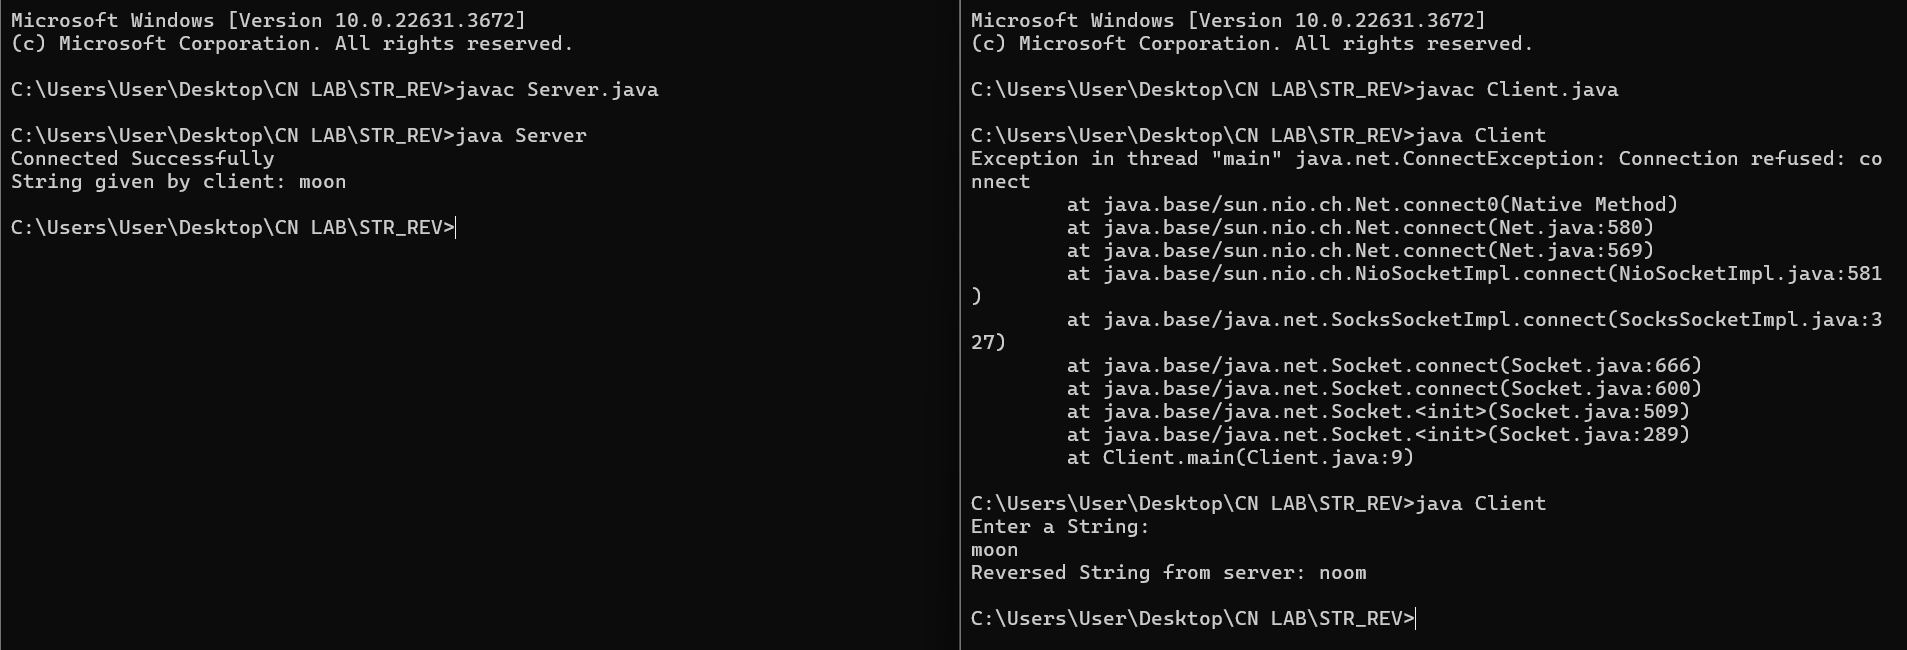 Microsoft Windows [Version 10.0.22631.3672]
(c) Microsoft Corporation. All rights reserved.
C:\Users\User\Desktop\CN LAB\STR_REV>javac Server.java
C:\Users\User\Desktop\CN LAB\STR_REV>java Server
Connected Successfully
String given by client: moon
C:\Users\User\Desktop\CN LAB\STR_REV>
Microsoft Windows [Version 10.0.22631.3672]
(c) Microsoft Corporation. All rights reserved.
C:\Users\User\Desktop\CN LAB\STR_REV>javac Client.java
C:\Users\User\Desktop\CN LAB\STR_REV>java Client
Exception in thread "main" java.net.ConnectException: Connection refused: co
nnect
at java.base/sun.nio.ch.Net.connect0(Native Method)
at java.base/sun.nio.ch.Net.connect(Net.java:580)
at java.base/sun.nio.ch.Net.connect(Net.java:569)
at java.base/sun.nio.ch.NioSocketImpl.connect(NioSocketImpl.java:581
)
at java.base/java.net.SocksSocketImpl.connect(SocksSocketImpl.java:3
27)
at java.base/java.net.Socket.connect(Socket.java:666)
at java.base/java.net.Socket.connect(Socket.java:600)
at java.base/java.net.Socket.<init>(Socket.java:509)
at java.base/java.net.Socket.<init>(Socket.java:289)
at Client.main(Client.java:9)
C:\Users\User\Desktop\CN LAB\STR_REV>java Client
Enter a String:
moon
Reversed String from server: noom
C:\Users\User\Desktop\CN LAB\STR_REV>